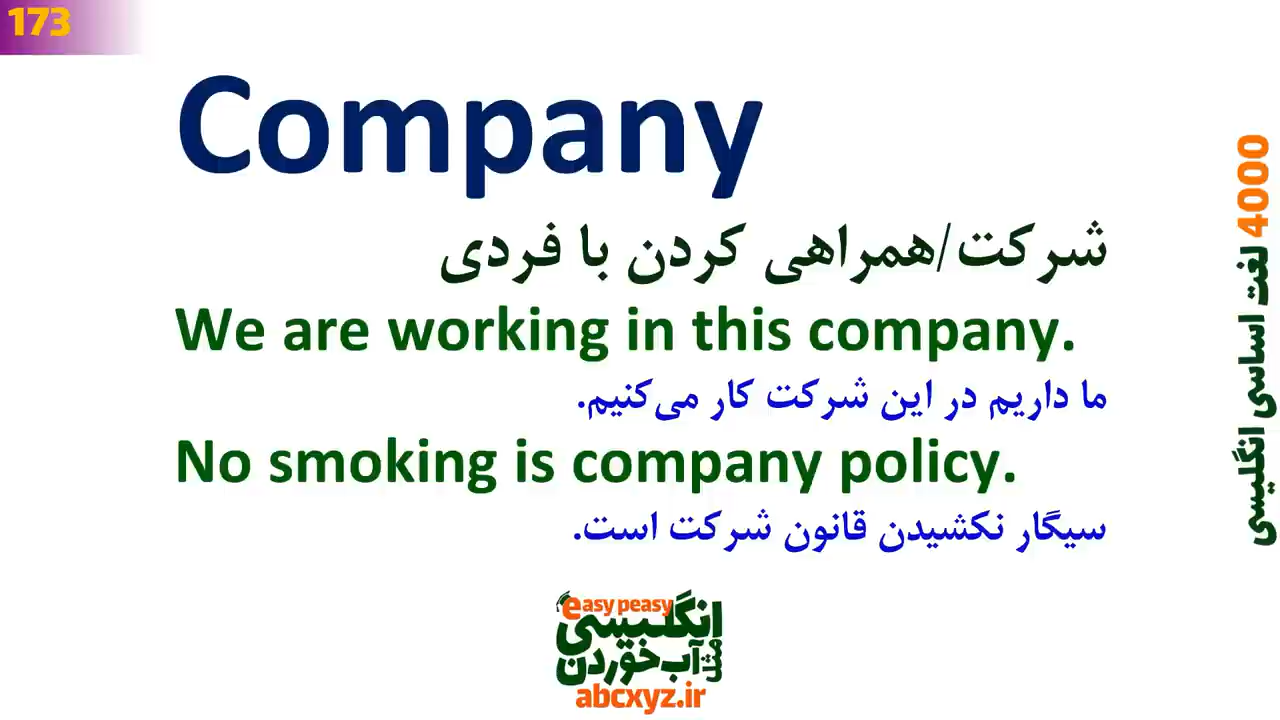 173
Company
شرکت/همراهی کردن با فردی
We are working in this company.
ما داریم در این شرکت کار می‌کنیم.
No smoking is company policy.
سیگار نکشیدن قانون شرکت است.
4000 لغت اساسی انگلیسی
easy peasy
انگلیسی
مثل آب خوردن
abcxyz.ir